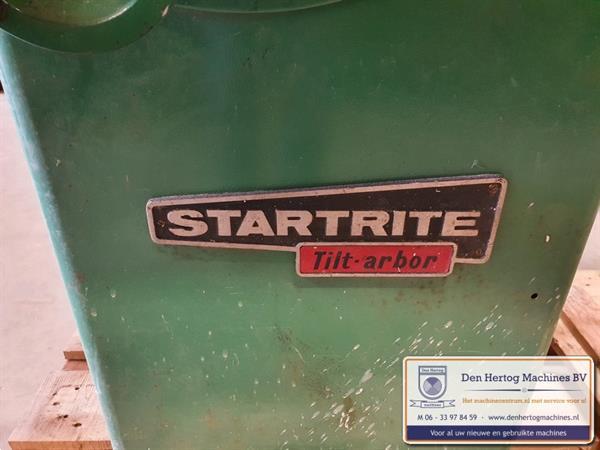 STARTRITE
Tilt-arbor
Den Hertog
Den Hertog Machines BV
Het machinecentrum.nl met service voor u!
M 06 - 33 97 84 59 - www.denhertogmachines.nl
Voor al uw nieuwe en gebruikte machines